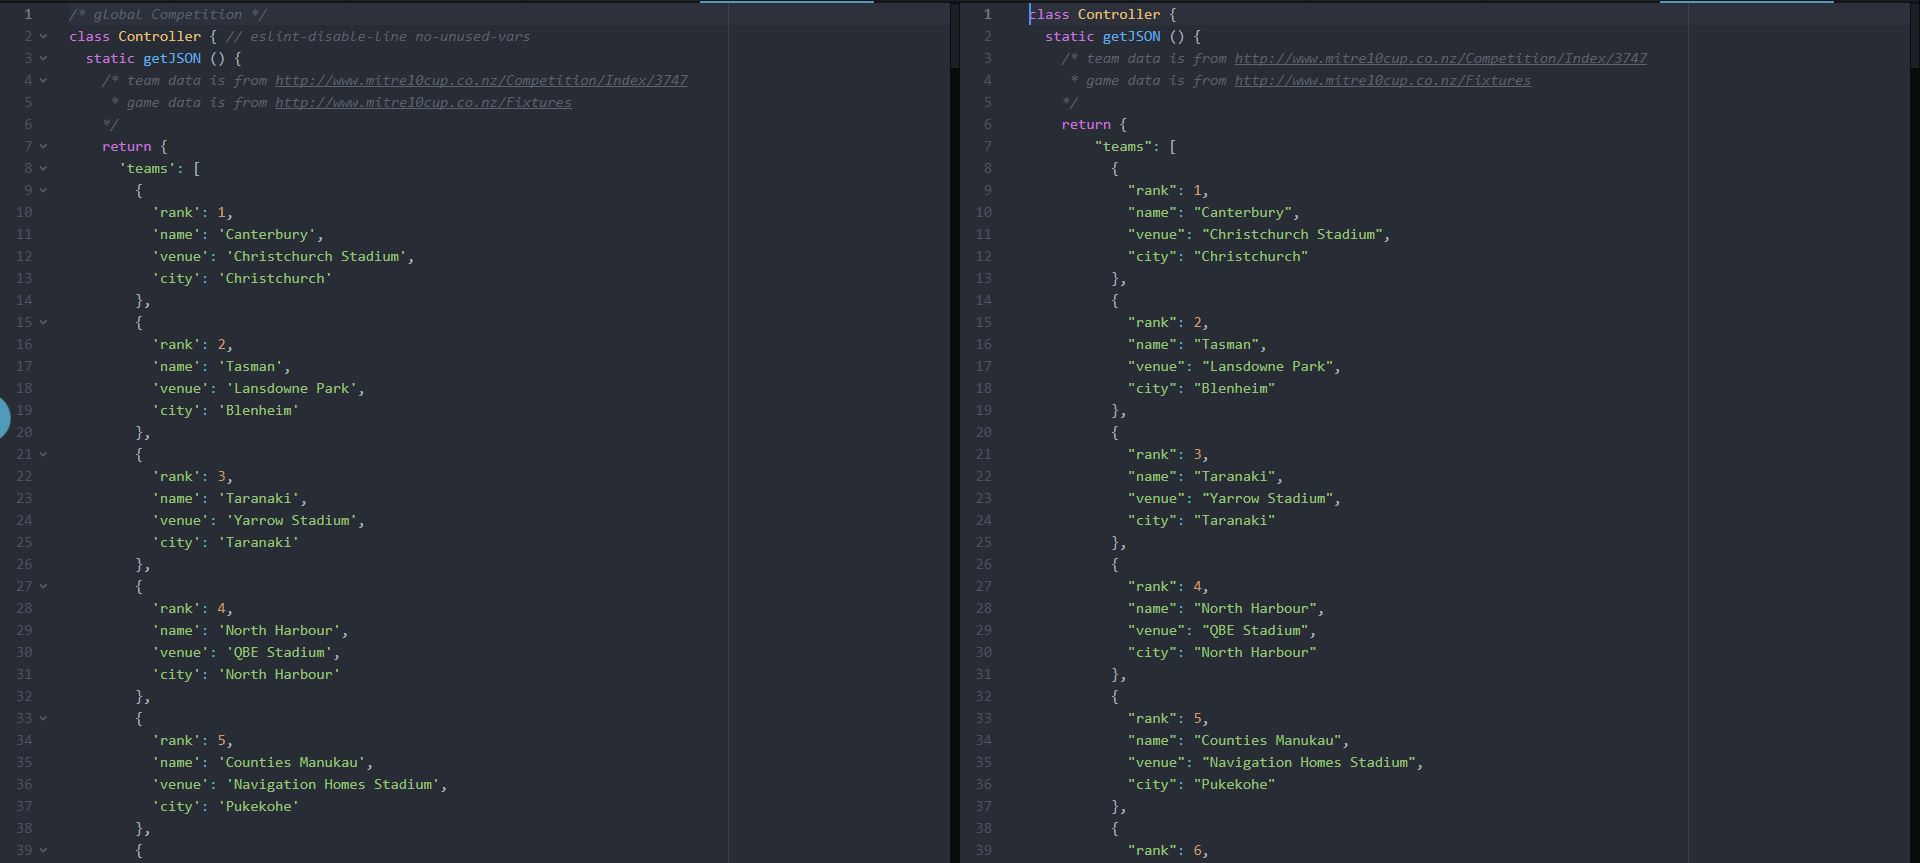 1 /* global Competition */
2 class Controller { // eslint-disable-line no-unused-vars
3 static getJSON () {
4 /* team data is from http://www.mitre10cup.co.nz/Competition/Index/3747
5 * game data is from http://www.mitre10cup.co.nz/Fixtures
6 */
7 return {
8 'teams': [
9 {
10 'rank': 1,
11 'name': 'Canterbury',
12 'venue': 'Christchurch Stadium',
13 'city': 'Christchurch'
14 },
15 {
16 'rank': 2,
17 'name': 'Tasman',
18 'venue': 'Lansdowne Park',
19 'city': 'Blenheim'
20 },
21 {
22 'rank': 3,
23 'name': 'Taranaki',
24 'venue': 'Yarrow Stadium',
25 'city': 'Taranaki'
26 },
27 {
28 'rank': 4,
29 'name': 'North Harbour',
30 'venue': 'QBE Stadium',
31 'city': 'North Harbour'
32 },
33 {
34 'rank': 5,
35 'name': 'Counties Manukau',
36 'venue': 'Navigation Homes Stadium',
37 'city': 'Pukekohe'
38 },
39 {
1 class Controller {
2 static getJSON () {
3 /* team data is from http://www.mitre10cup.co.nz/Competition/Index/3747
4 * game data is from http://www.mitre10cup.co.nz/Fixtures
5 */
6 return {
7 "teams": [
8 {
9 "rank": 1,
10 "name": "Canterbury",
11 "venue": "Christchurch Stadium",
12 "city": "Christchurch"
13 },
14 {
15 "rank": 2,
16 "name": "Tasman",
17 "venue": "Lansdowne Park",
18 "city": "Blenheim"
19 },
20 {
21 "rank": 3,
22 "name": "Taranaki",
23 "venue": "Yarrow Stadium",
24 "city": "Taranaki"
25 },
26 {
27 "rank": 4,
28 "name": "North Harbour",
29 "venue": "QBE Stadium",
30 "city": "North Harbour"
31 },
32 {
33 "rank": 5,
34 "name": "Counties Manukau",
35 "venue": "Navigation Homes Stadium",
36 "city": "Pukekohe"
37 },
38 {
39 "rank": 6,